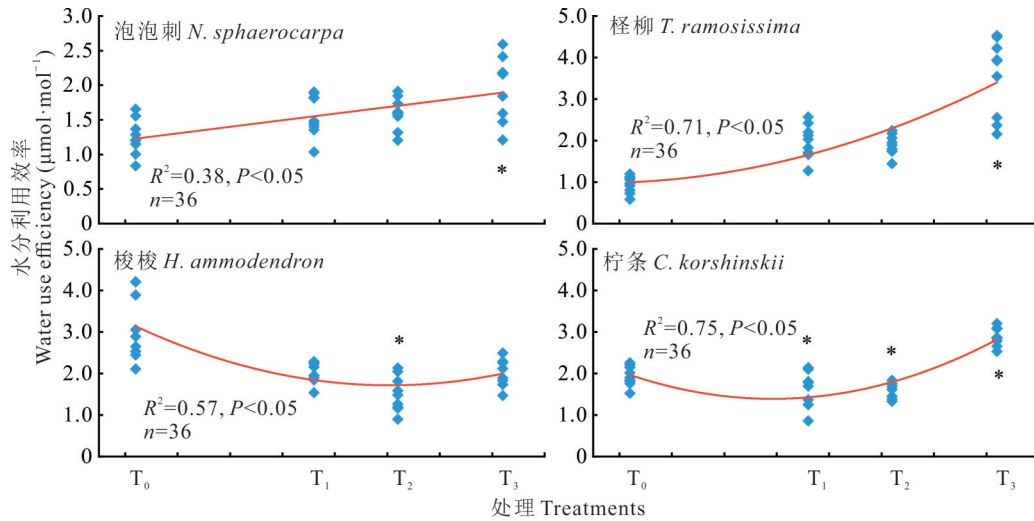 水分利用效率
Water use efficiency (μmol·mol⁻¹)
泡泡刺 N. sphaerocarpa
3.0
2.5
2.0
1.5
1.0
0.5
0
R²=0.38, P<0.05
n=36
*
柽柳 T. ramosissima
5.0
4.0
3.0
2.0
1.0
0
R²=0.71, P<0.05
n=36
*
梭梭 H. ammodendron
5.0
4.0
3.0
2.0
1.0
0
R²=0.57, P<0.05
n=36
*
T₀ T₁ T₂ T₃
柠条 C. korshinskii
5.0
4.0
3.0
2.0
1.0
0
R²=0.75, P<0.05
n=36
* * *
T₀ T₁ T₂ T₃
处理 Treatments